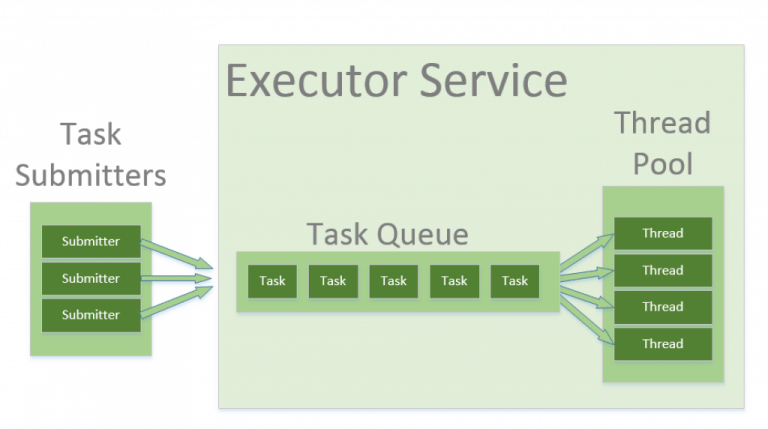 Executor Service
Task
Submitters
Submitter
Submitter
Submitter
Task Queue
Task Task Task Task Task
Thread
Pool
Thread
Thread
Thread
Thread